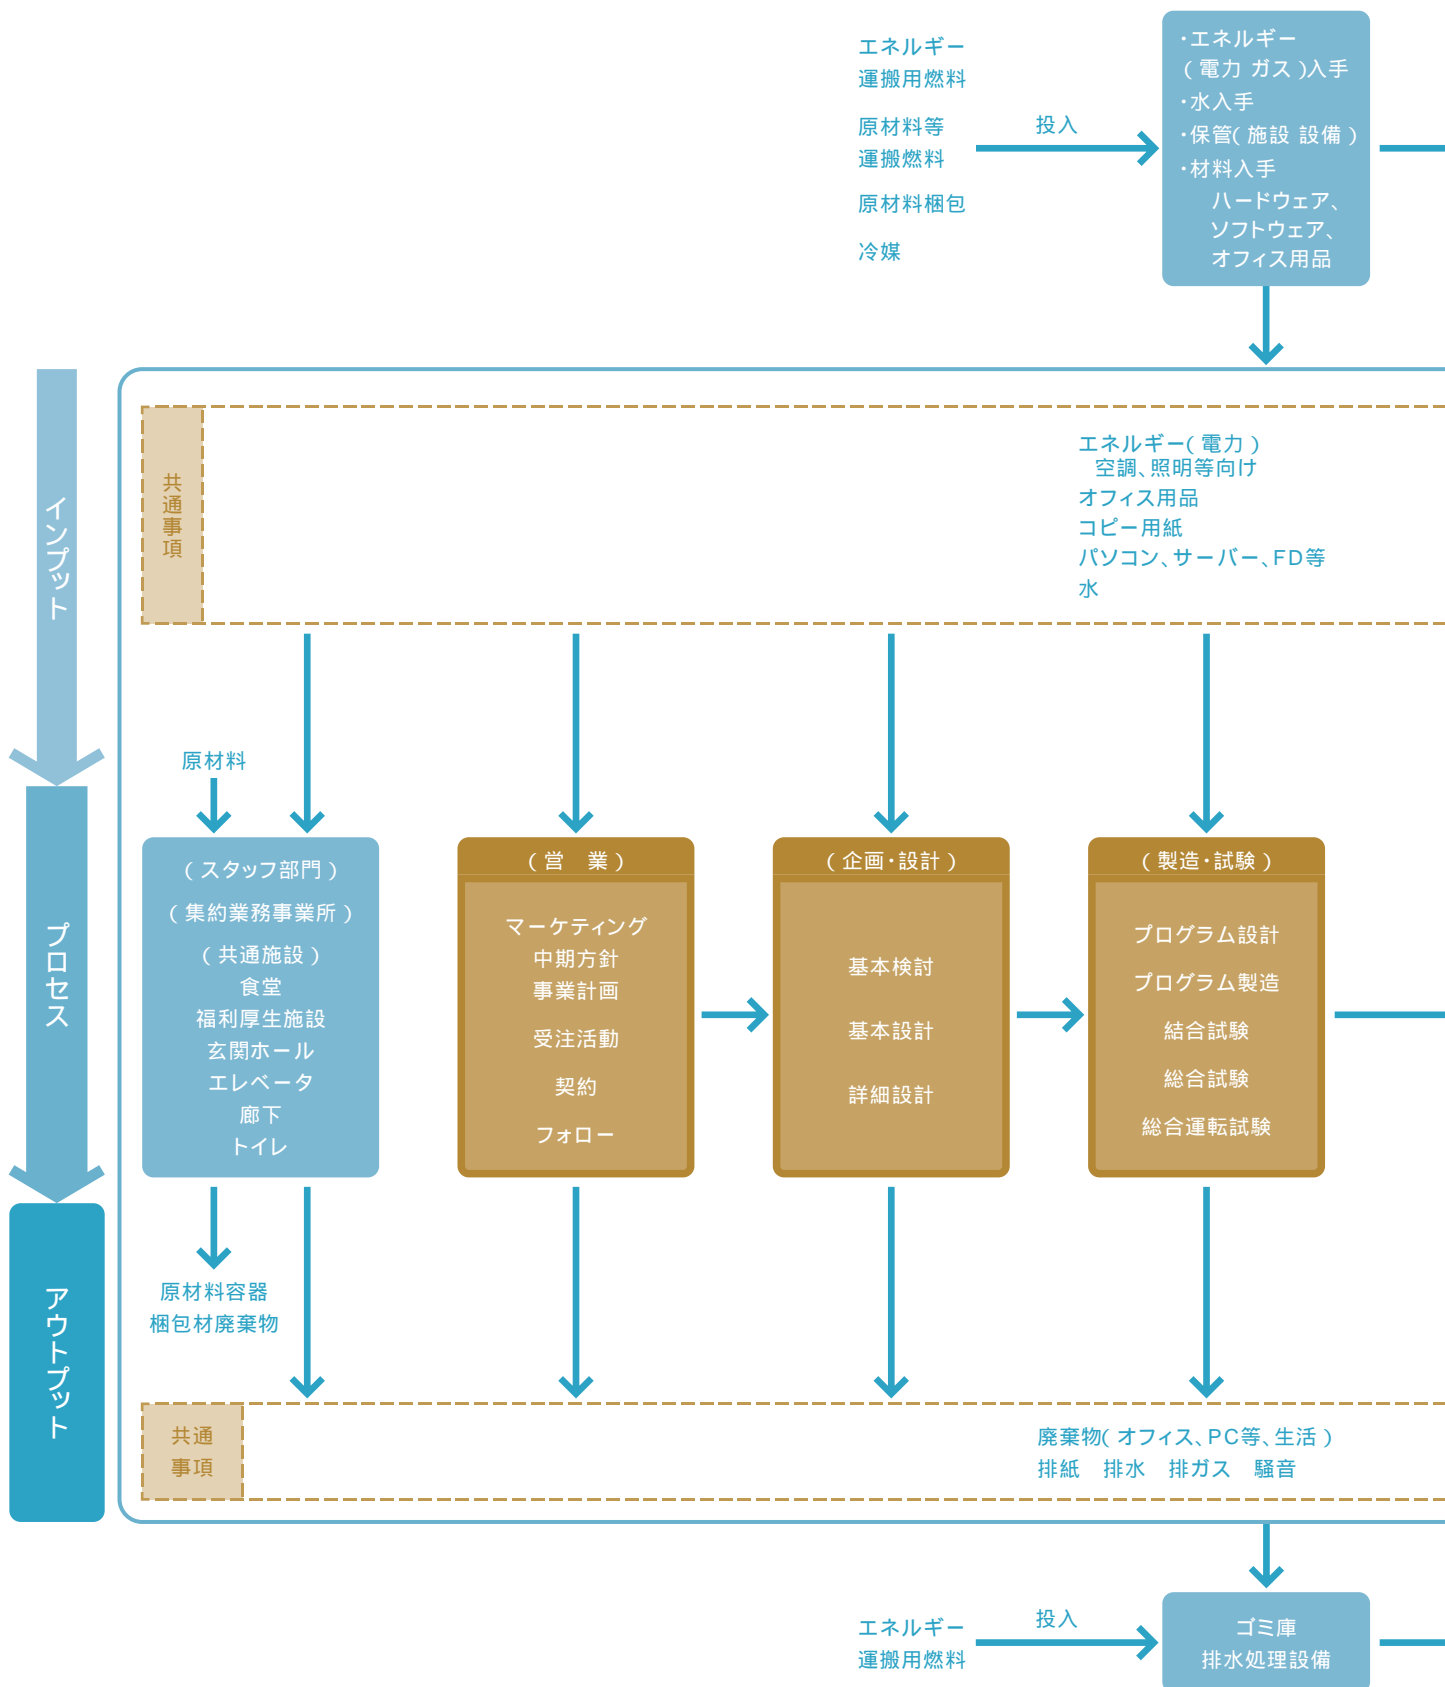 エネルギー
運搬用燃料
原材料等
運搬燃料
原材料梱包
冷媒
投入
・エネルギー
(電力 ガス)入手
・水入手
・保管(施設 設備)
・材料入手
ハードウェア、
ソフトウェア、
オフィス用品
インプット
共通事項
エネルギー(電力)
空調、照明等向け
オフィス用品
コピー用紙
パソコン、サーバー、FD等
水
原材料
プロセス
(スタッフ部門)
(集約業務事業所)
(共通施設)
食堂
福利厚生施設
玄関ホール
エレベータ
廊下
トイレ
(営 業)
マーケティング
中期方針
事業計画
受注活動
契約
フォロー
(企画・設計)
基本検討
基本設計
詳細設計
(製造・試験)
プログラム設計
プログラム製造
結合試験
総合試験
総合運転試験
アウトプット
原材料容器
梱包材廃棄物
共通
事項
廃棄物(オフィス、PC等、生活)
排紙 排水 排ガス 騒音
エネルギー
運搬用燃料
投入
ゴミ庫
排水処理設備